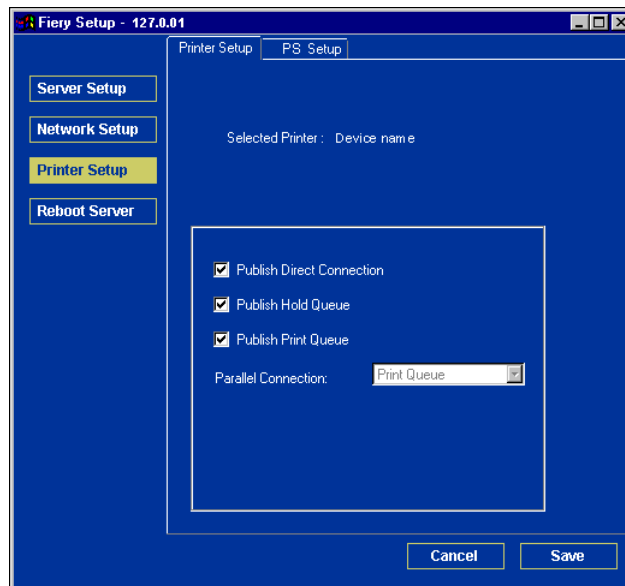 Fiery Setup - 127.0.01
Printer Setup
PS Setup
Server Setup
Network Setup
Printer Setup
Reboot Server
Selected Printer : Device name
Publish Direct Connection
Publish Hold Queue
Publish Print Queue
Parallel Connection: Print Queue
Cancel
Save